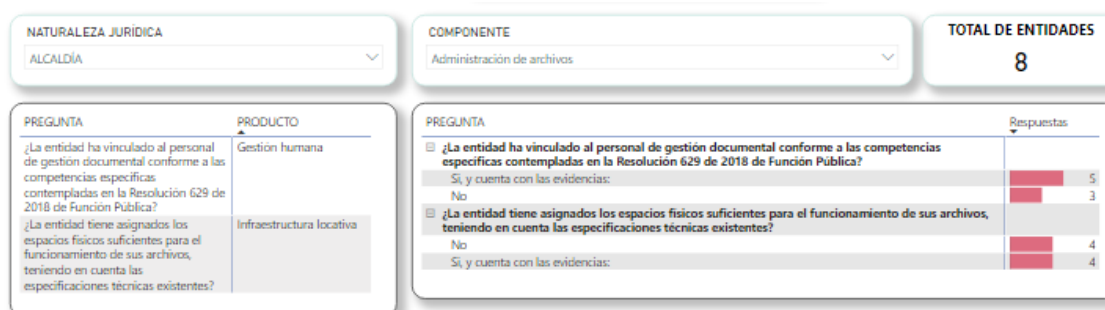 NATURALEZA JURÍDICA
ALCALDÍA
COMPONENTE
Administración de archivos
TOTAL DE ENTIDADES
8
PREGUNTA PRODUCTO
¿La entidad ha vinculado al personal Gestión humana
de gestión documental conforme a las
competencias específicas
contempladas en la Resolución 629 de
2018 de Función Pública?
¿La entidad tiene asignados los Infraestructura locativa
espacios físicos suficientes para el
funcionamiento de sus archivos,
teniendo en cuenta las
especificaciones técnicas existentes?
PREGUNTA Respuestas
¿La entidad ha vinculado al personal de gestión documental conforme a las competencias
específicas contempladas en la Resolución 629 de 2018 de Función Pública?
Si, y cuenta con las evidencias: 5
No 3
¿La entidad tiene asignados los espacios físicos suficientes para el funcionamiento de sus archivos,
teniendo en cuenta las especificaciones técnicas existentes?
No 4
Si, y cuenta con las evidencias: 4